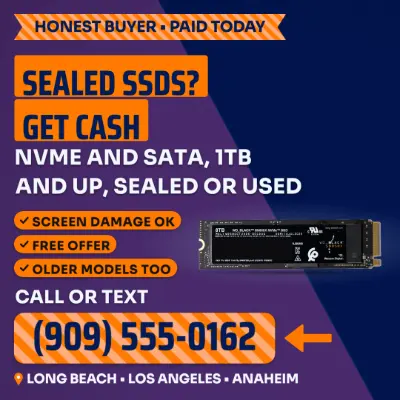 HONEST BUYER • PAID TODAY
SEALED SSDS?
GET CASH
NVME AND SATA, 1TB
AND UP, SEALED OR USED
SCREEN DAMAGE OK
FREE OFFER
OLDER MODELS TOO
CALL OR TEXT
(909) 555-0162
LONG BEACH • LOS ANGELES • ANAHEIM